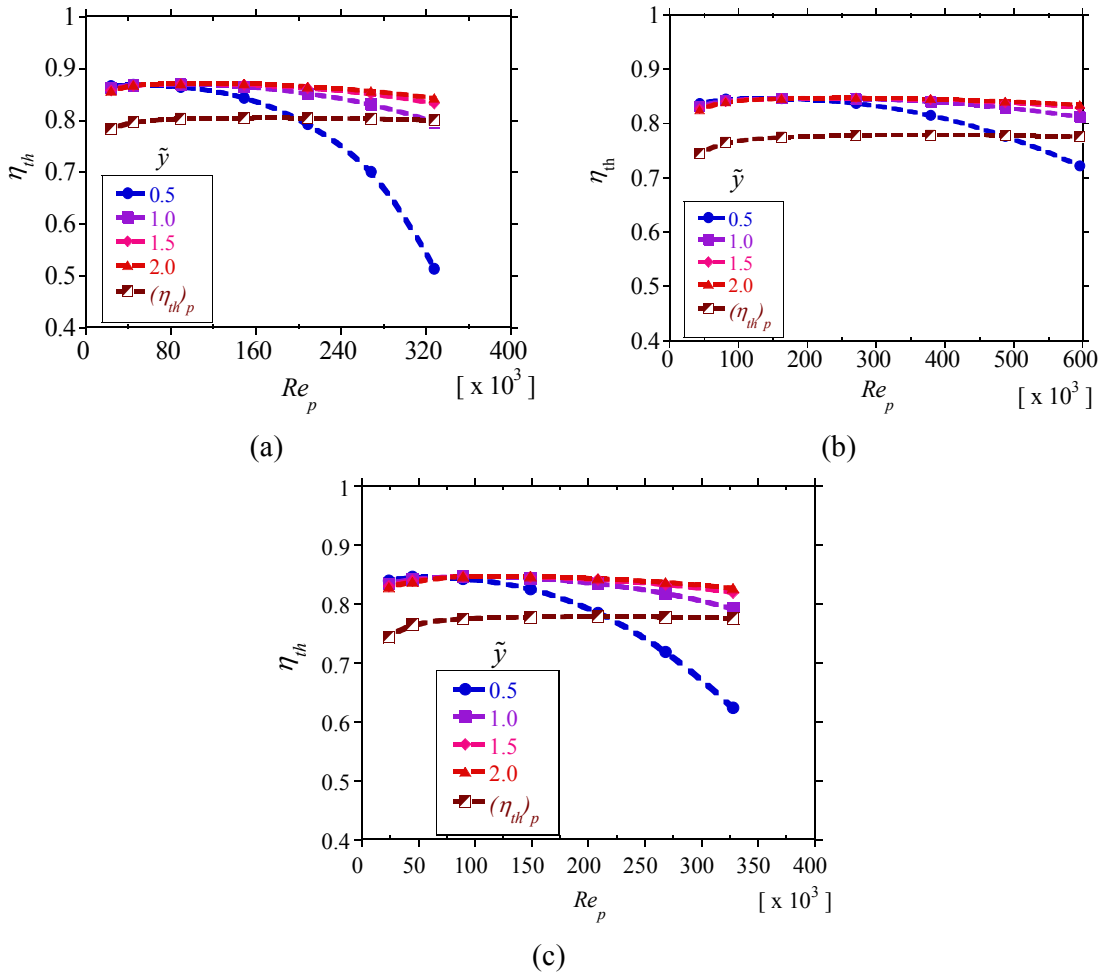 1
0.9
0.8
0.7
0.6
0.5
0.4
η_th
ỹ
0.5
1.0
1.5
2.0
(η_th)_p
0 80 160 240 320 400
Re_p [ x 10³ ]
(a)
1
0.9
0.8
0.7
0.6
0.5
0.4
η_th
ỹ
0.5
1.0
1.5
2.0
(η_th)_p
0 100 200 300 400 500 600
Re_p [ x 10³ ]
(b)
1
0.9
0.8
0.7
0.6
0.5
0.4
η_th
ỹ
0.5
1.0
1.5
2.0
(η_th)_p
0 50 100 150 200 250 300 350 400
Re_p [ x 10³ ]
(c)